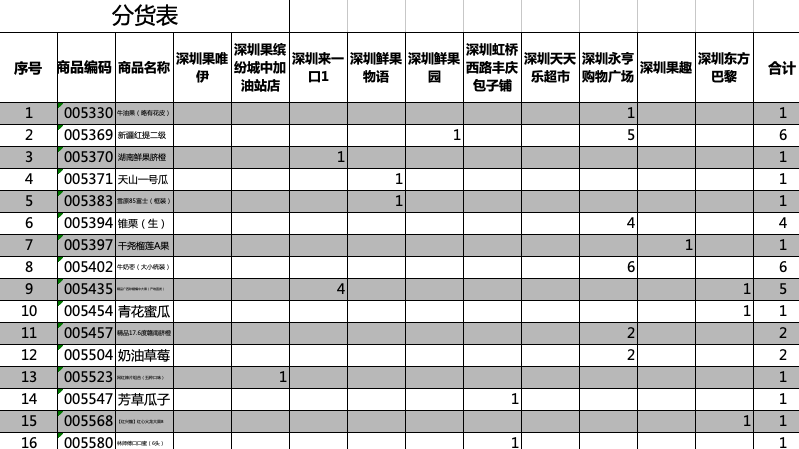 分货表
序号 商品编码 商品名称 深圳果唯伊 深圳果缤纷城中加油站店 深圳来一口1 深圳鲜果物语 深圳鲜果园 深圳虹桥西路丰庆包子铺 深圳天天乐超市 深圳永亨购物广场 深圳果趣 深圳东方巴黎 合计
1 005330 牛油果（略有花皮） 1 1
2 005369 新疆红提二级 1 5 6
3 005370 湖南鲜果脐橙 1 1
4 005371 天山一号瓜 1 1
5 005383 雪原85富士（框装） 1 1
6 005394 锥栗（生） 4 4
7 005397 干尧榴莲A果 1 1
8 005402 牛奶枣（大小统装） 6 6
9 005435 4 1 5
10 005454 青花蜜瓜 1 1
11 005457 精品17.6度赣南脐橙 2 2
12 005504 奶油草莓 2 2
13 005523 1 1
14 005547 芳草瓜子 1 1
15 005568 1 1
16 005580 1 1